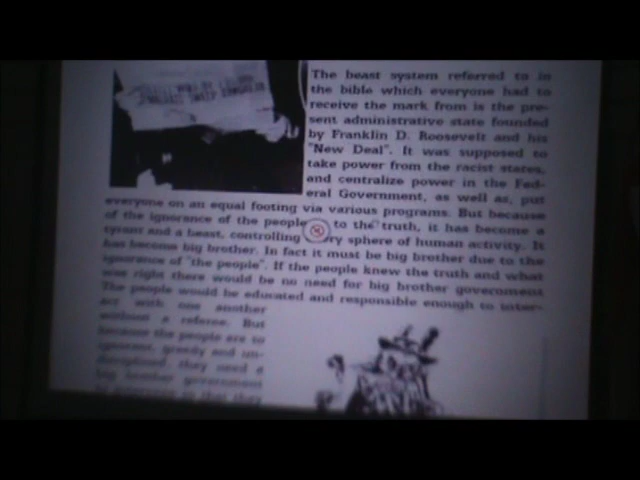 The beast system referred to in
the bible which everyone had to
receive the mark from is the pre-
sent administrative state founded
by Franklin D. Roosevelt and his
"New Deal". It was supposed to
take power from the racist states,
and centralize power in the Fed-
eral Government, as well as, put
everyone on an equal footing via various programs. But because
of the ignorance of the people to the truth, it has become a
tyrant and a beast, controlling ry sphere of human activity. It
has become big brother. In fact it must be big brother due to the
ignorance of "the people". If the people knew the truth and what
was right there would be no need for big brother government
The people would be educated and responsible enough to inter-
act with one another
without a referee. But
because the people are so
ignorant, greedy and un-
disciplined, they need a
big brother government
that they